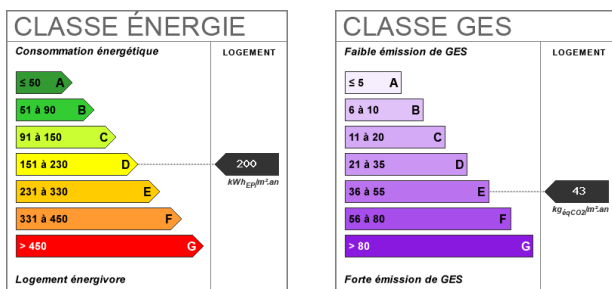 CLASSE ÉNERGIE
Consommation énergétique
LOGEMENT
≤ 50 A
51 à 90 B
91 à 150 C
151 à 230 D
200
kWhEP/m².an
231 à 330 E
331 à 450 F
> 450 G
Logement énergivore
CLASSE GES
Faible émission de GES
LOGEMENT
≤ 5 A
6 à 10 B
11 à 20 C
21 à 35 D
36 à 55 E
43
kgéqCO2/m².an
56 à 80 F
> 80 G
Forte émission de GES